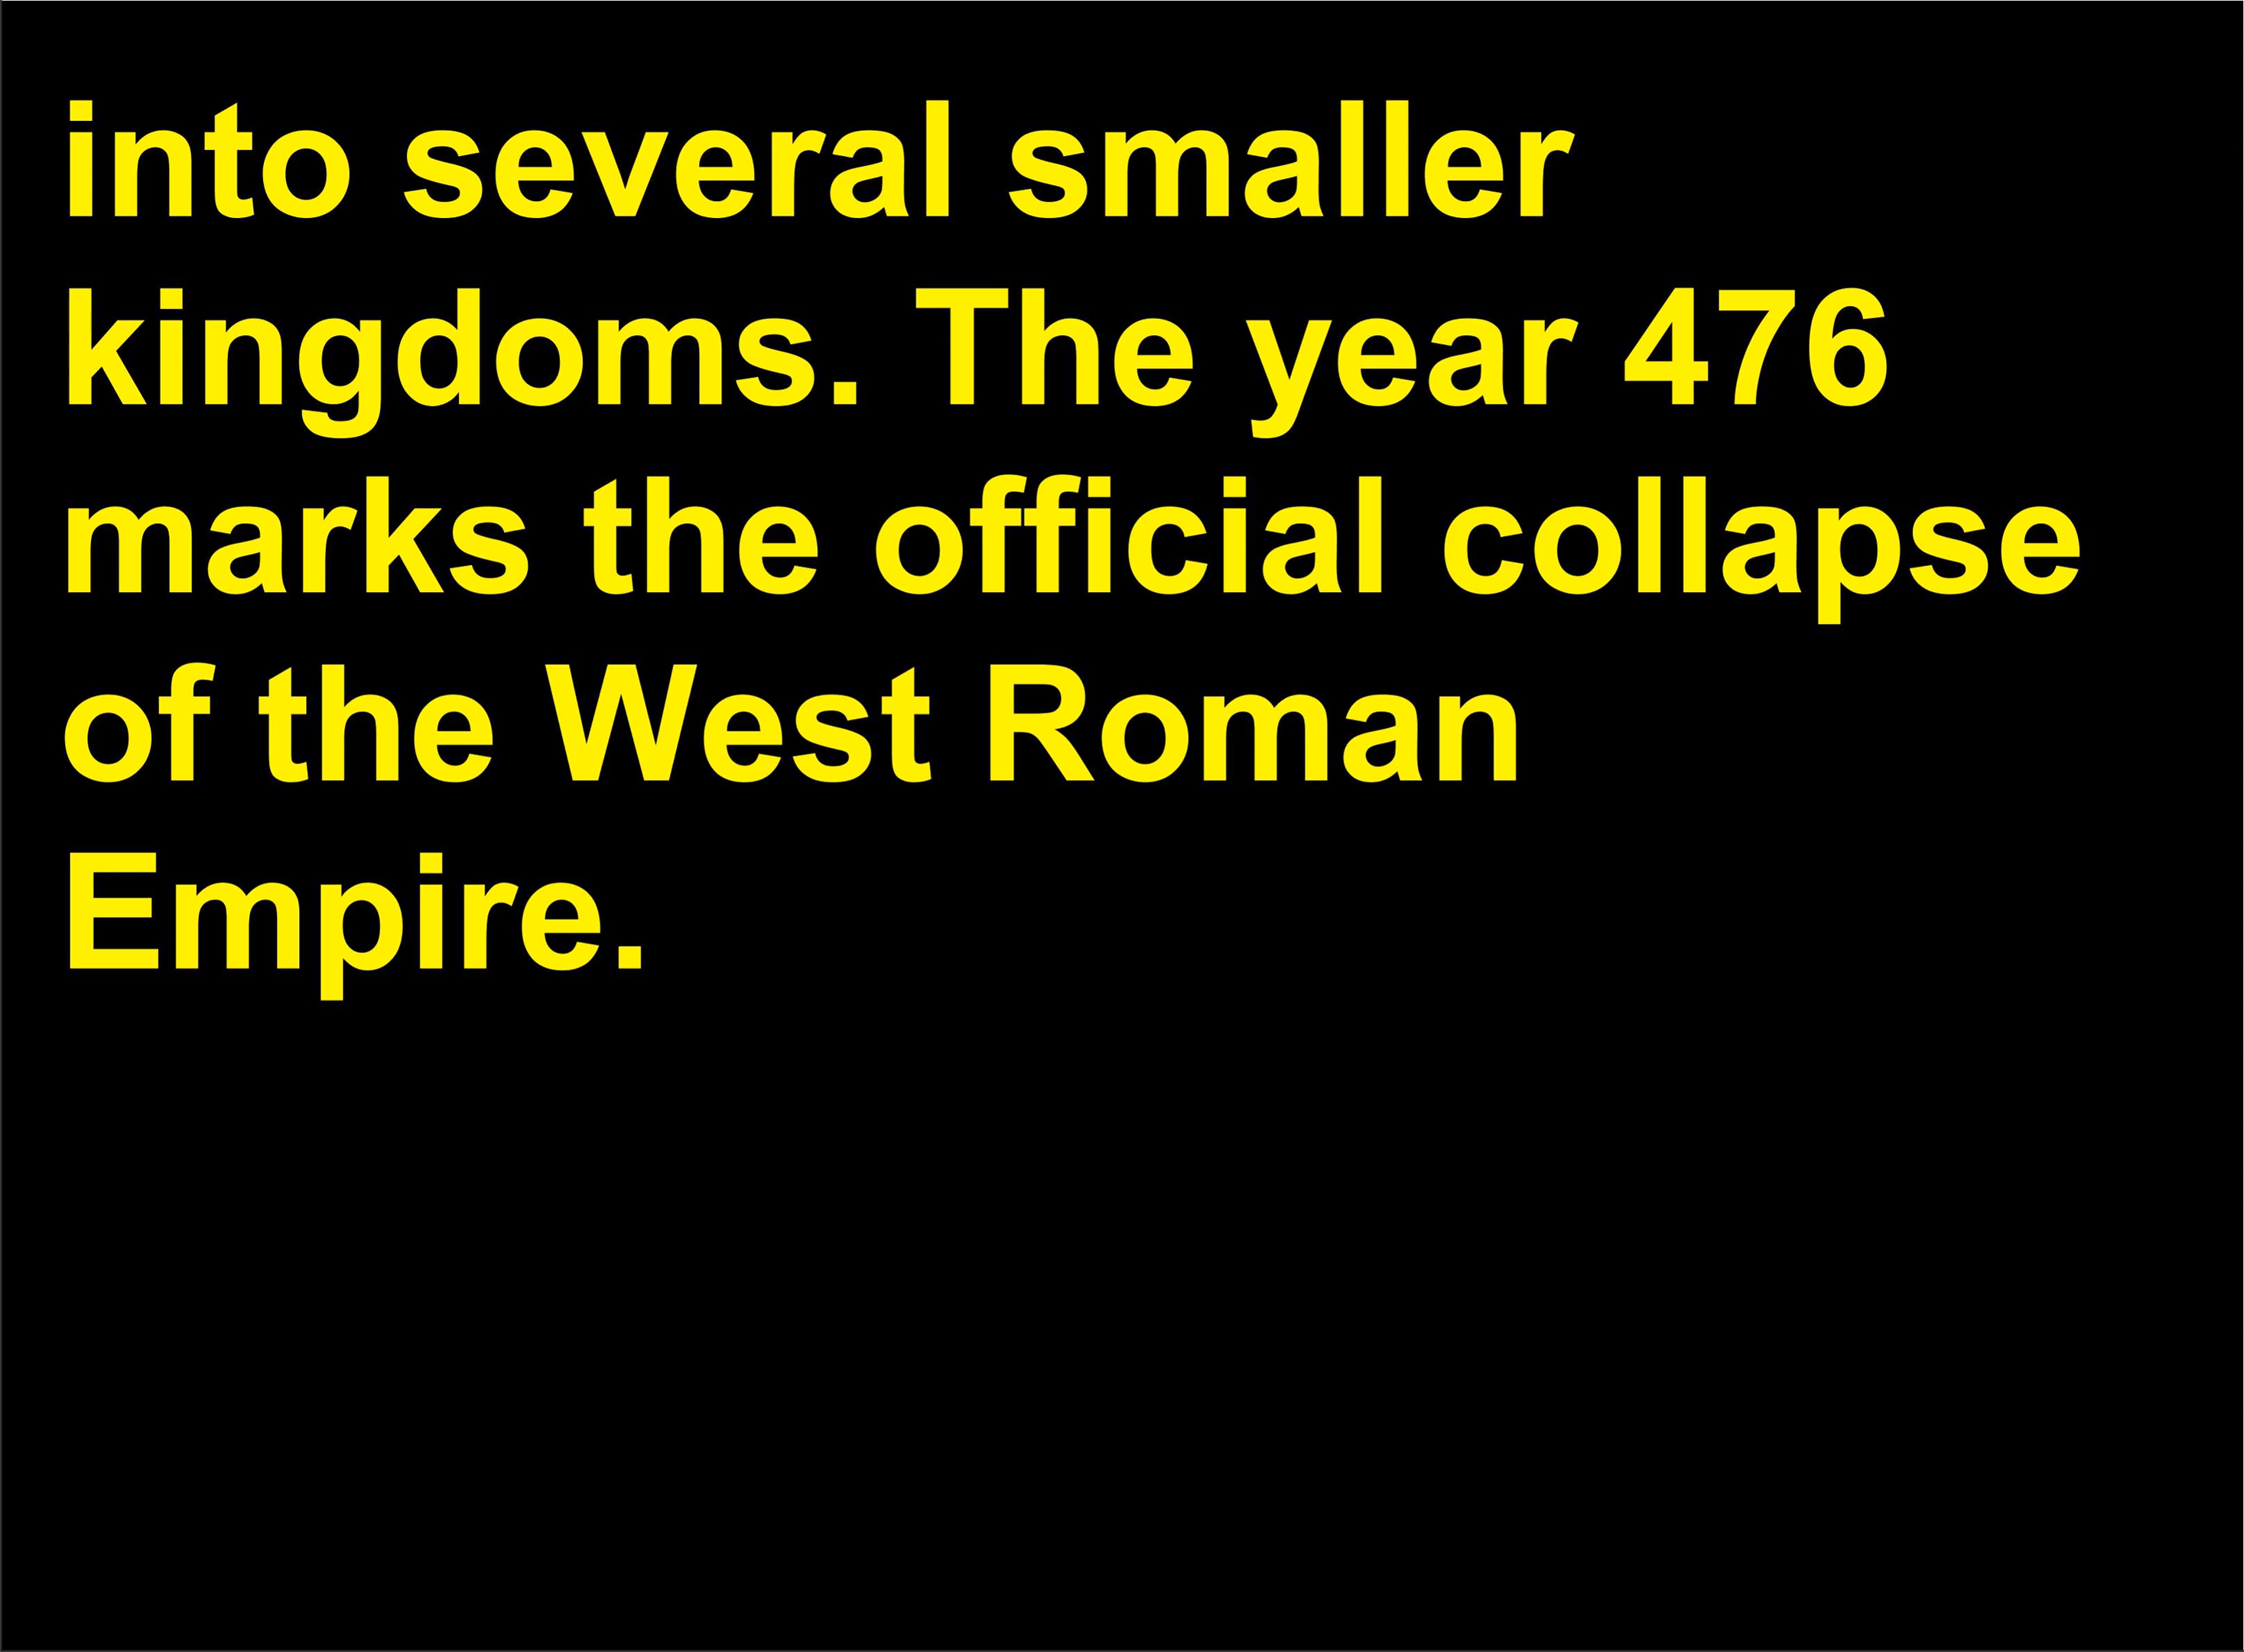 into several smaller
kingdoms. The year 476
marks the official collapse
of the West Roman
Empire.